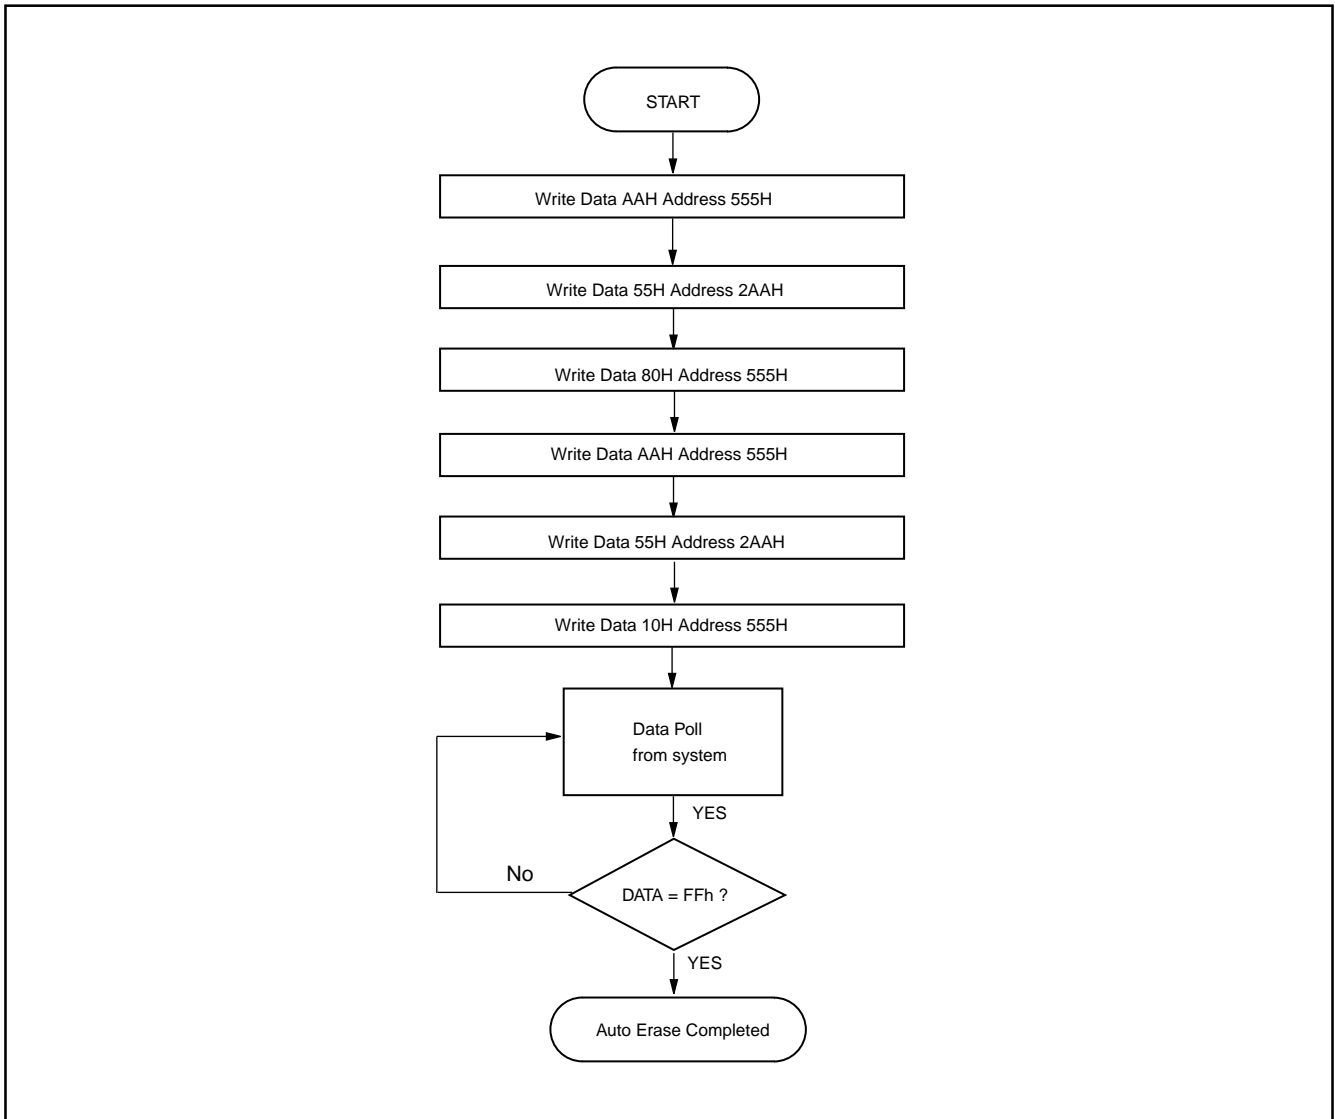 START
Write Data AAH Address 555H
Write Data 55H Address 2AAH
Write Data 80H Address 555H
Write Data AAH Address 555H
Write Data 55H Address 2AAH
Write Data 10H Address 555H
Data Poll
from system
YES
No
DATA = FFh ?
YES
Auto Erase Completed